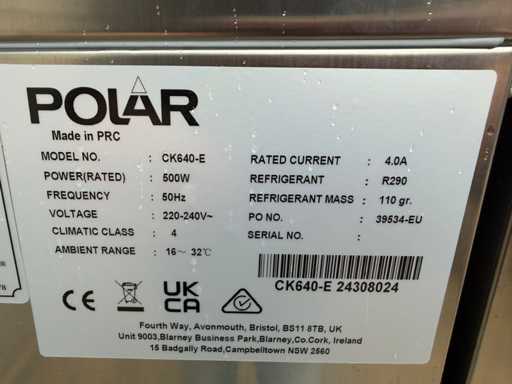 POLAR
Made in PRC
MODEL NO. : CK640-E
POWER(RATED) : 500W
FREQUENCY : 50Hz
VOLTAGE : 220-240V~
CLIMATIC CLASS : 4
AMBIENT RANGE : 16～32℃
RATED CURRENT : 4.0A
REFRIGERANT : R290
REFRIGERANT MASS : 110 gr.
PO NO. : 39534-EU
SERIAL NO. :
CK640-E 24308024
CE
UK
CA
Fourth Way, Avonmouth, Bristol, BS11 8TB, UK
Unit 9003,Blarney Business Park,Blarney,Co.Cork, Ireland
15 Badgally Road,Campbelltown NSW 2560